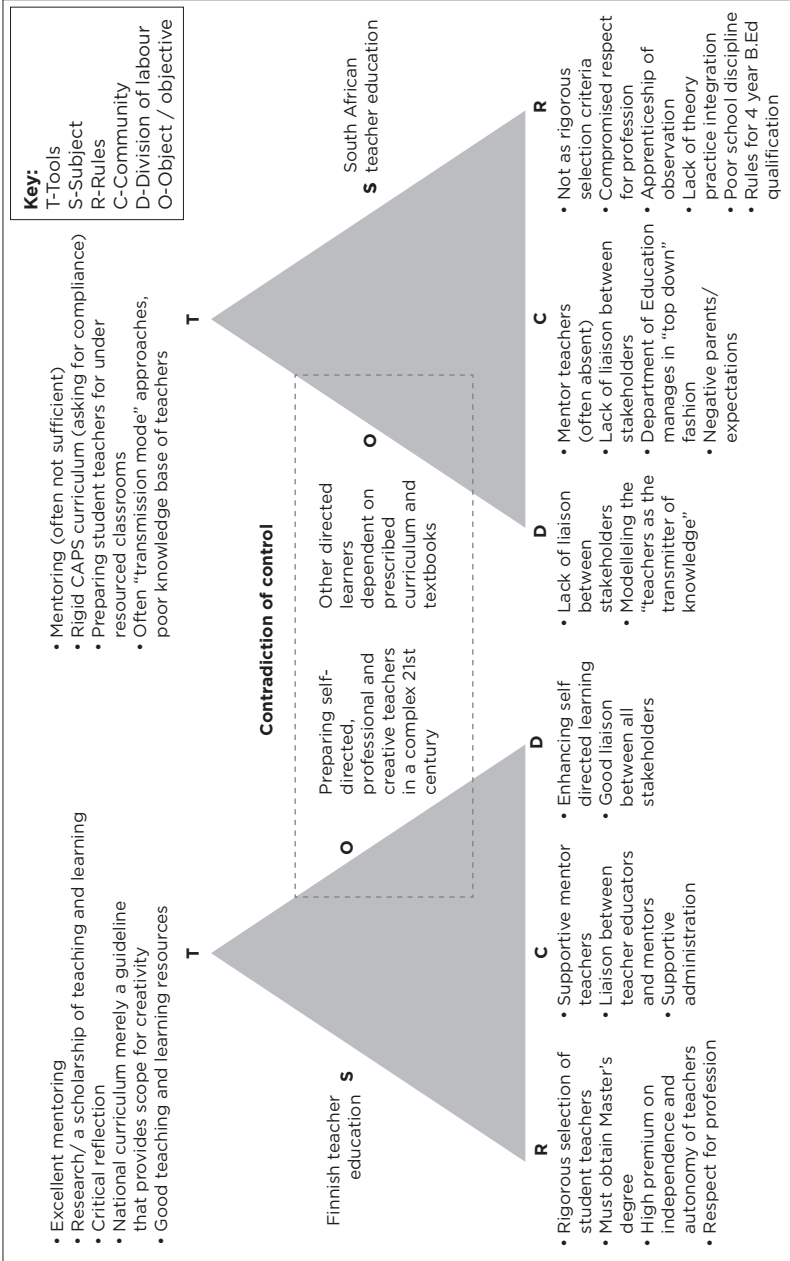 Key:
T-Tools
S-Subject
R-Rules
C-Community
D-Division of labour
O-Object / objective
• Excellent mentoring
• Research/ a scholarship of teaching and learning
• Critical reflection
• National curriculum merely a guideline
that provides scope for creativity
• Good teaching and learning resources
T
Finnish teacher
education
S
O
R
• Rigorous selection of
student teachers
• Must obtain Master's
degree
• High premium on
independence and
autonomy of teachers
• Respect for profession
C
• Supportive mentor
teachers
• Liaison between
teacher educators
and mentors
• Supportive
administration
D
• Enhancing self
directed learning
• Good liaison
between all
stakeholders
Contradiction of control
Preparing self-
directed,
professional and
creative teachers
in a complex 21st
century
Other directed
learners
dependent on
prescribed
curriculum and
textbooks
• Mentoring (often not sufficient)
• Rigid CAPS curriculum (asking for compliance)
• Preparing student teachers for under
resourced classrooms
• Often “transmission mode” approaches,
poor knowledge base of teachers
T
O
S
South African
teacher education
D
• Lack of liaison
between
stakeholders
• Modelleling the
“teachers as the
transmitter of
knowledge”
C
• Mentor teachers
(often absent)
• Lack of liaison between
stakeholders
• Department of Education
manages in “top down”
fashion
• Negative parents/
expectations
R
• Not as rigorous
selection criteria
• Compromised respect
for profession
• Apprenticeship of
observation
• Lack of theory
practice integration
• Poor school discipline
• Rules for 4 year B.Ed
qualification